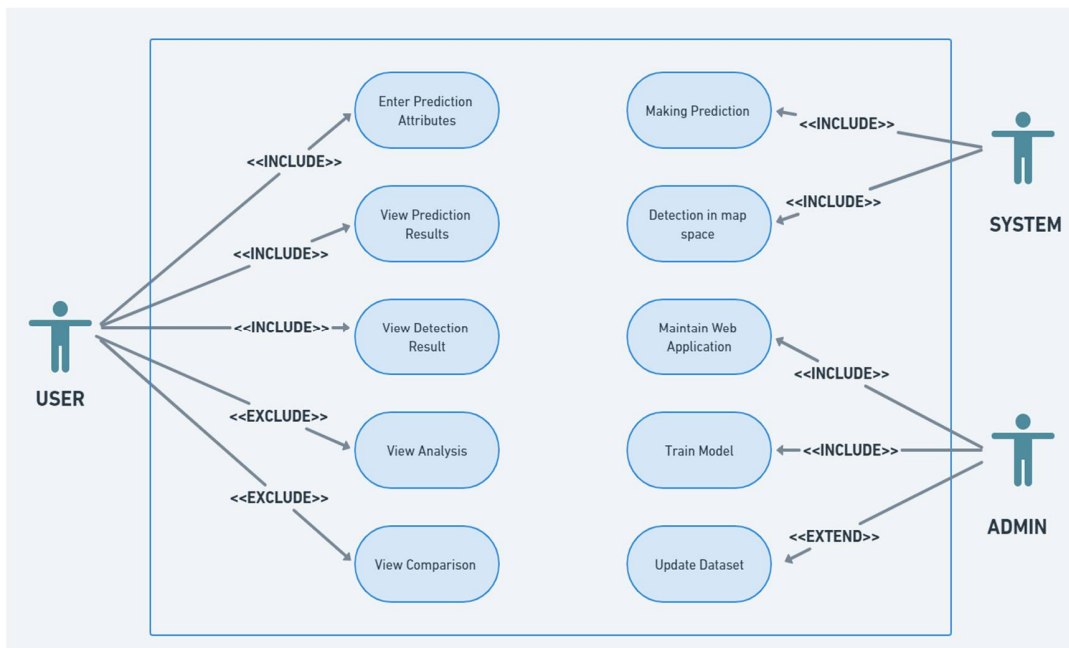 Enter Prediction
Attributes
<<INCLUDE>>
View Prediction
Results
<<INCLUDE>>
View Detection
Result
<<INCLUDE>>
USER
<<EXCLUDE>>
View Analysis
<<EXCLUDE>>
View Comparison
Making Prediction
<<INCLUDE>>
Detection in map
space
<<INCLUDE>>
SYSTEM
Maintain Web
Application
<<INCLUDE>>
Train Model
<<INCLUDE>>
ADMIN
<<EXTEND>>
Update Dataset